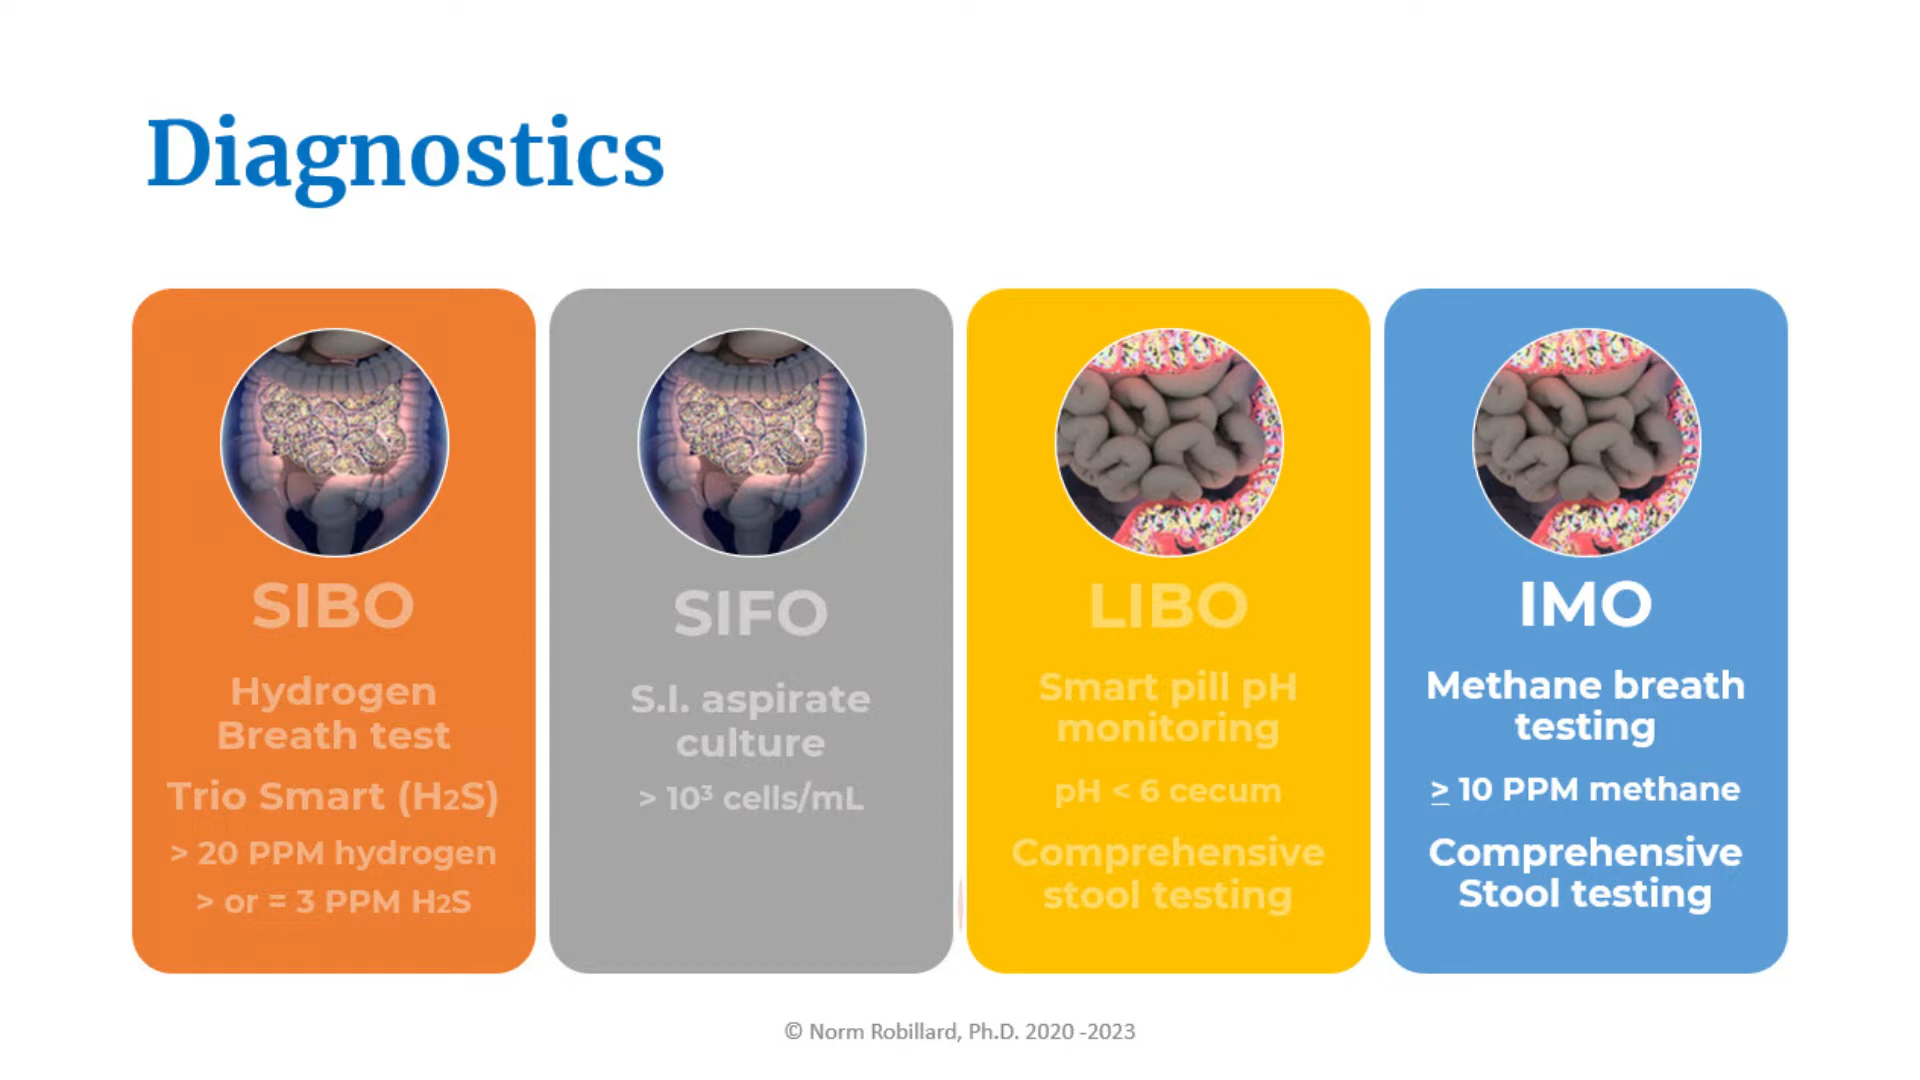 Diagnostics
SIBO
Hydrogen
Breath test
Trio Smart (H2S)
> 20 PPM hydrogen
> or = 3 PPM H2S
SIFO
S.I. aspirate
culture
> 10³ cells/mL
LIBO
Smart pill pH
monitoring
pH < 6 cecum
Comprehensive
stool testing
IMO
Methane breath
testing
≥ 10 PPM methane
Comprehensive
Stool testing
© Norm Robillard, Ph.D. 2020 -2023